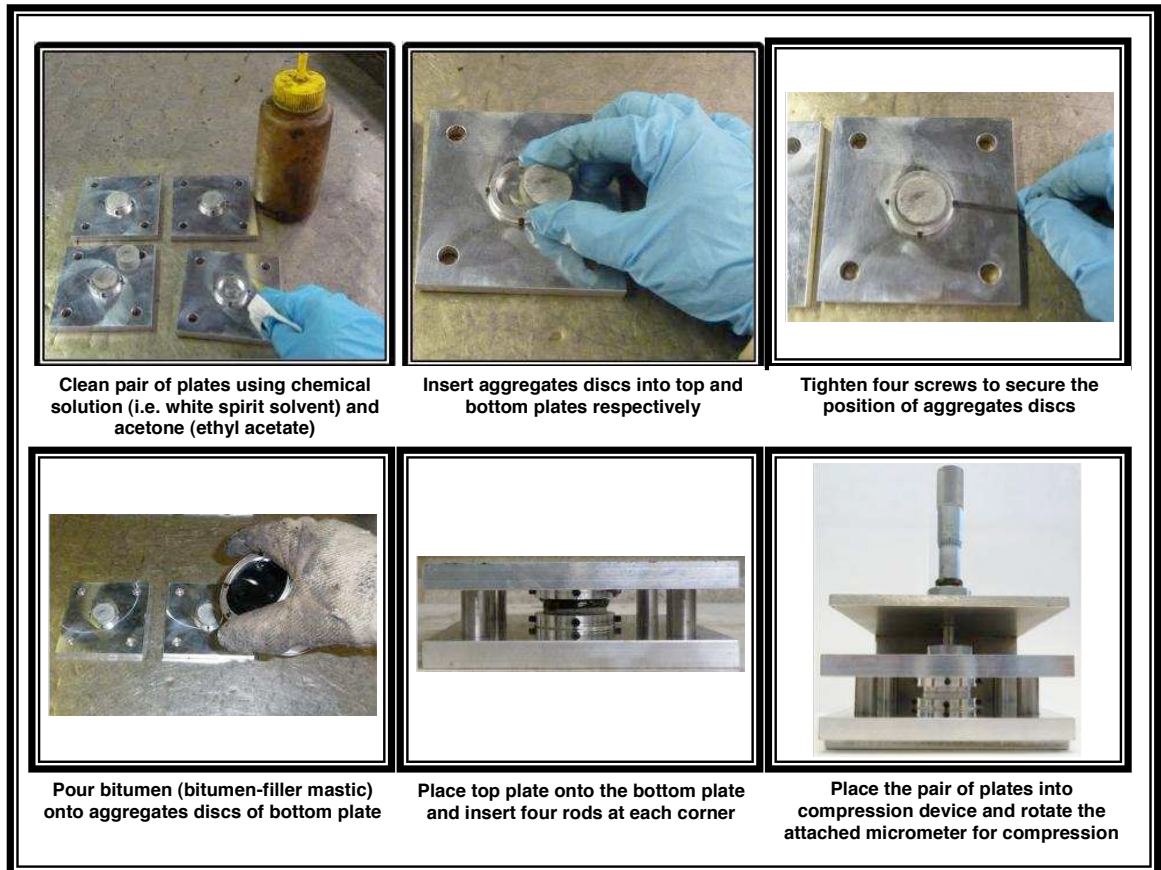 Clean pair of plates using chemical
solution (i.e. white spirit solvent) and
acetone (ethyl acetate)
Insert aggregates discs into top and
bottom plates respectively
Tighten four screws to secure the
position of aggregates discs
Pour bitumen (bitumen-filler mastic)
onto aggregates discs of bottom plate
Place top plate onto the bottom plate
and insert four rods at each corner
Place the pair of plates into
compression device and rotate the
attached micrometer for compression